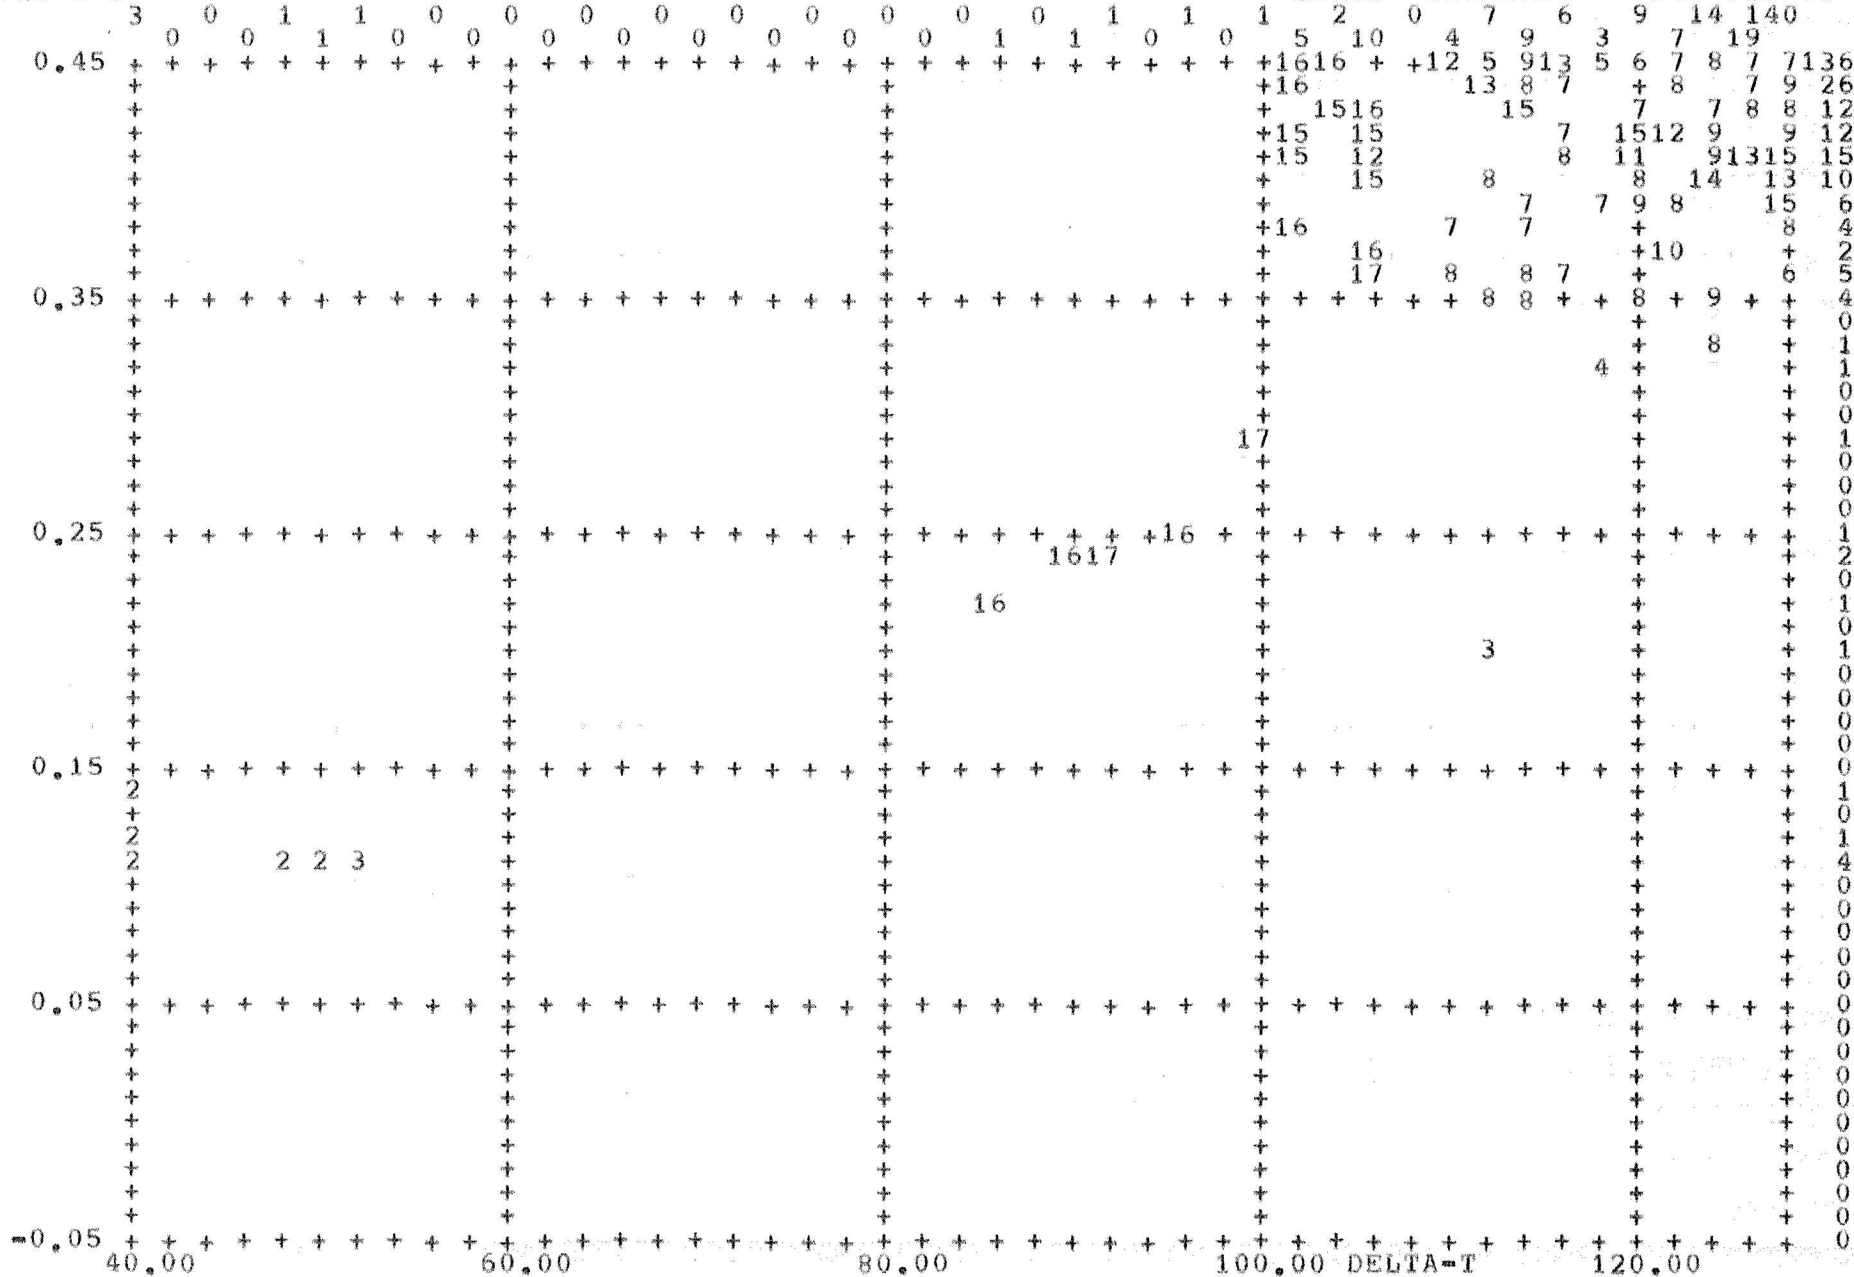 3 0 1 1 0 0 0 0 0 0 0 0 0 1 1 1 2 0 7 6 9 14 140
0 0 1 0 0 0 0 0 0 0 0 1 1 0 0 5 10 4 9 3 7 19
0.45 + + + + + + + + + + + + + + + + + + + + + + + + + + + + + + +1616 + +12 5 913 5 6 7 8 7 7136
+ + + +16 13 8 7 + 8 7 9 26
+ + + + 1516 15 7 7 8 8 12
+ + + +15 15 7 1512 9 9 12
+ + + +15 12 8 11 91315 15
+ + + + 15 8 8 14 13 10
+ + + + 7 7 9 8 15 6
+ + + +16 7 7 + 8 4
+ + + + 16 +10 + 2
+ + + + 17 8 8 7 + 6 5
0.35 + + + + + + + + + + + + + + + + + + + + + + + + + + + + + + + + + + + + 8 8 + + 8 + 9 + + 4
+ + + + + + 0
+ + + + + 8 + 1
+ + + + 4 + + 1
+ + + + + + 0
+ + + + + + 0
+ + + 17 + + 1
+ + + + + + 0
+ + + + + + 0
+ + + + + + 0
0.25 + + + + + + + + + + + + + + + + + + + + + + + + + + + +16 + + + + + + + + + + + + + + + + 1
+ + + 1617 + + + 2
+ + + + + + 0
+ + + 16 + + + 1
+ + + + + + 0
+ + + + 3 + + 1
+ + + + + + 0
+ + + + + + 0
+ + + + + + 0
+ + + + + + 0
0.15 + + + + + + + + + + + + + + + + + + + + + + + + + + + + + + + + + + + + + + + + + + + + + 0
2 + + + + + 1
+ + + + + + 0
2 + + + + + 1
2 2 2 3 + + + + + 4
+ + + + + + 0
+ + + + + + 0
+ + + + + + 0
+ + + + + + 0
+ + + + + + 0
0.05 + + + + + + + + + + + + + + + + + + + + + + + + + + + + + + + + + + + + + + + + + + + + + 0
+ + + + + + 0
+ + + + + + 0
+ + + + + + 0
+ + + + + + 0
+ + + + + + 0
+ + + + + + 0
+ + + + + + 0
+ + + + + + 0
+ + + + + + 0
-0.05 + + + + + + + + + + + + + + + + + + + + + + + + + + + + + + + + + + + + + + + + + + + + + 0
40.00 60.00 80.00 100.00 DELTA-T 120.00